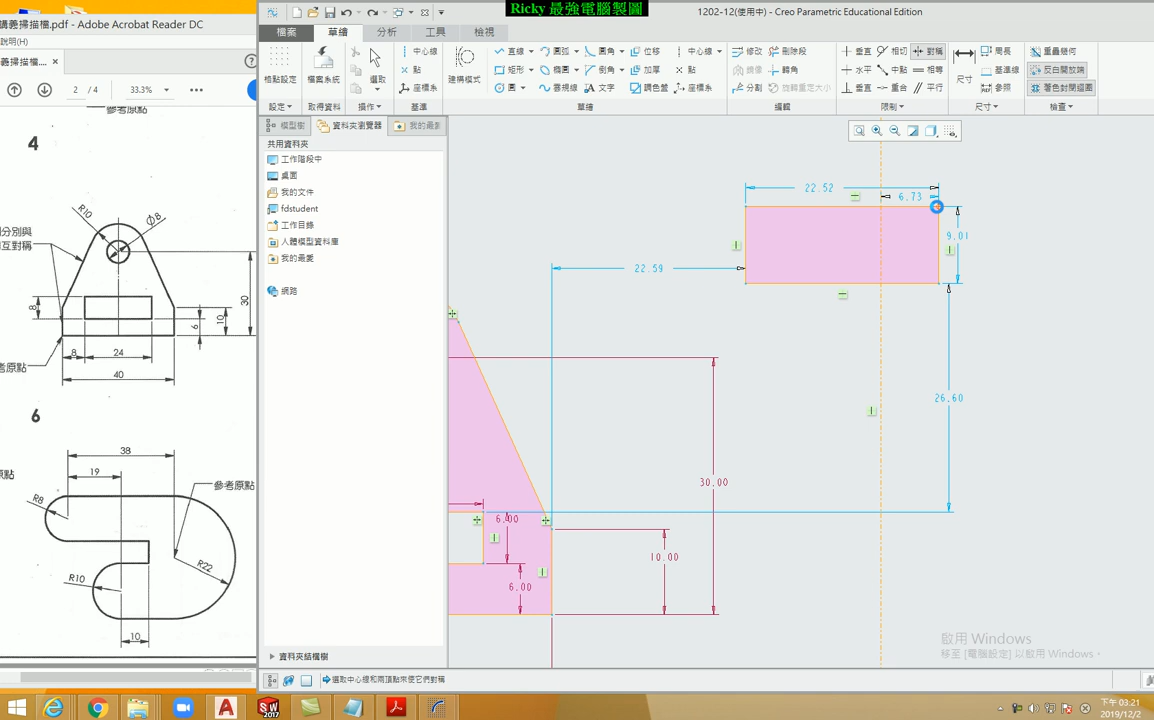 Ricky 最強電腦製圖
義掃描檔.pdf - Adobe Acrobat Reader DC
說明(H)
義掃描檔.... ×
2 / 4
33.3%
參考原點
4
R10
Ø8
別分別與
相互對稱
8
30
10
6
8
24
40
考原點
6
38
19
參考原點
原點
R8
R10
R22
10
1202-12(使用中) - Creo Parametric Educational Edition
檔案 草繪 分析 工具 檢視
格點設定
設定
檔案系統
取得資料
選取
操作
中心線
點
座標系
基準
建構模式
直線 圓弧 圓角 位移 中心線
矩形 橢圓 倒角 加厚 點
圓 雲規線 文字 調色盤 座標系
草繪
修改 刪除段
鏡像 轉角
分割 旋轉重定大小
編輯
垂直 相切 對稱
水平 中點 相等
垂直 重合 平行
限制
尺寸
周長
基準線
參照
尺寸
重疊幾何
反白開放端
著色封閉迴圈
檢查
模型樹 資料夾瀏覽器 我的最愛
共用資料夾
工作階段中
桌面
我的文件
fdstudent
工作目錄
人體模型資料庫
我的最愛
網路
資料夾結構樹
22.52
6.73
9.01
22.59
26.60
30.00
6.00
10.00
6.00
啟用 Windows
移至 [電腦設定] 以啟用 Windows。
選取中心線和兩頂點來使它們對稱
2017
下午 03:21
2019/12/2